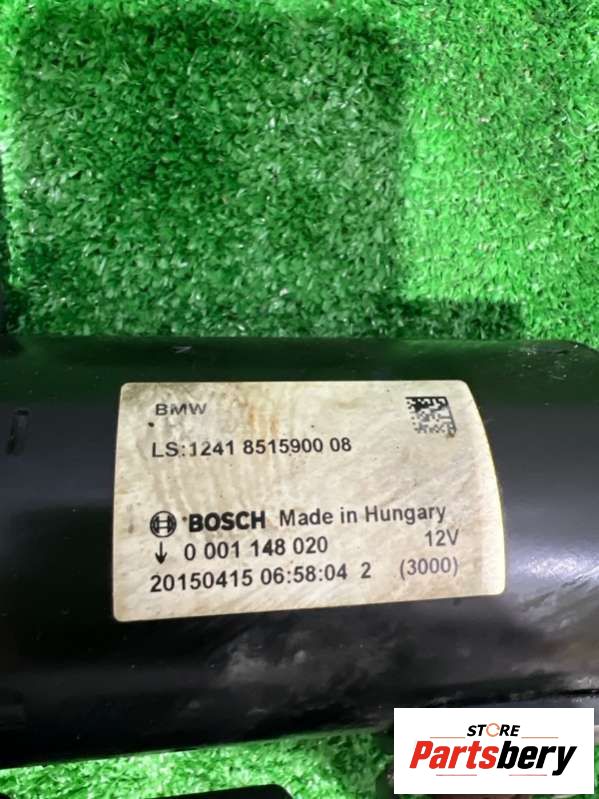 BMW
LS:1241 8515900 08
BOSCH Made in Hungary
↓ 0 001 148 020 12V
20150415 06:58:04 2 (3000)
STORE
Partsbery